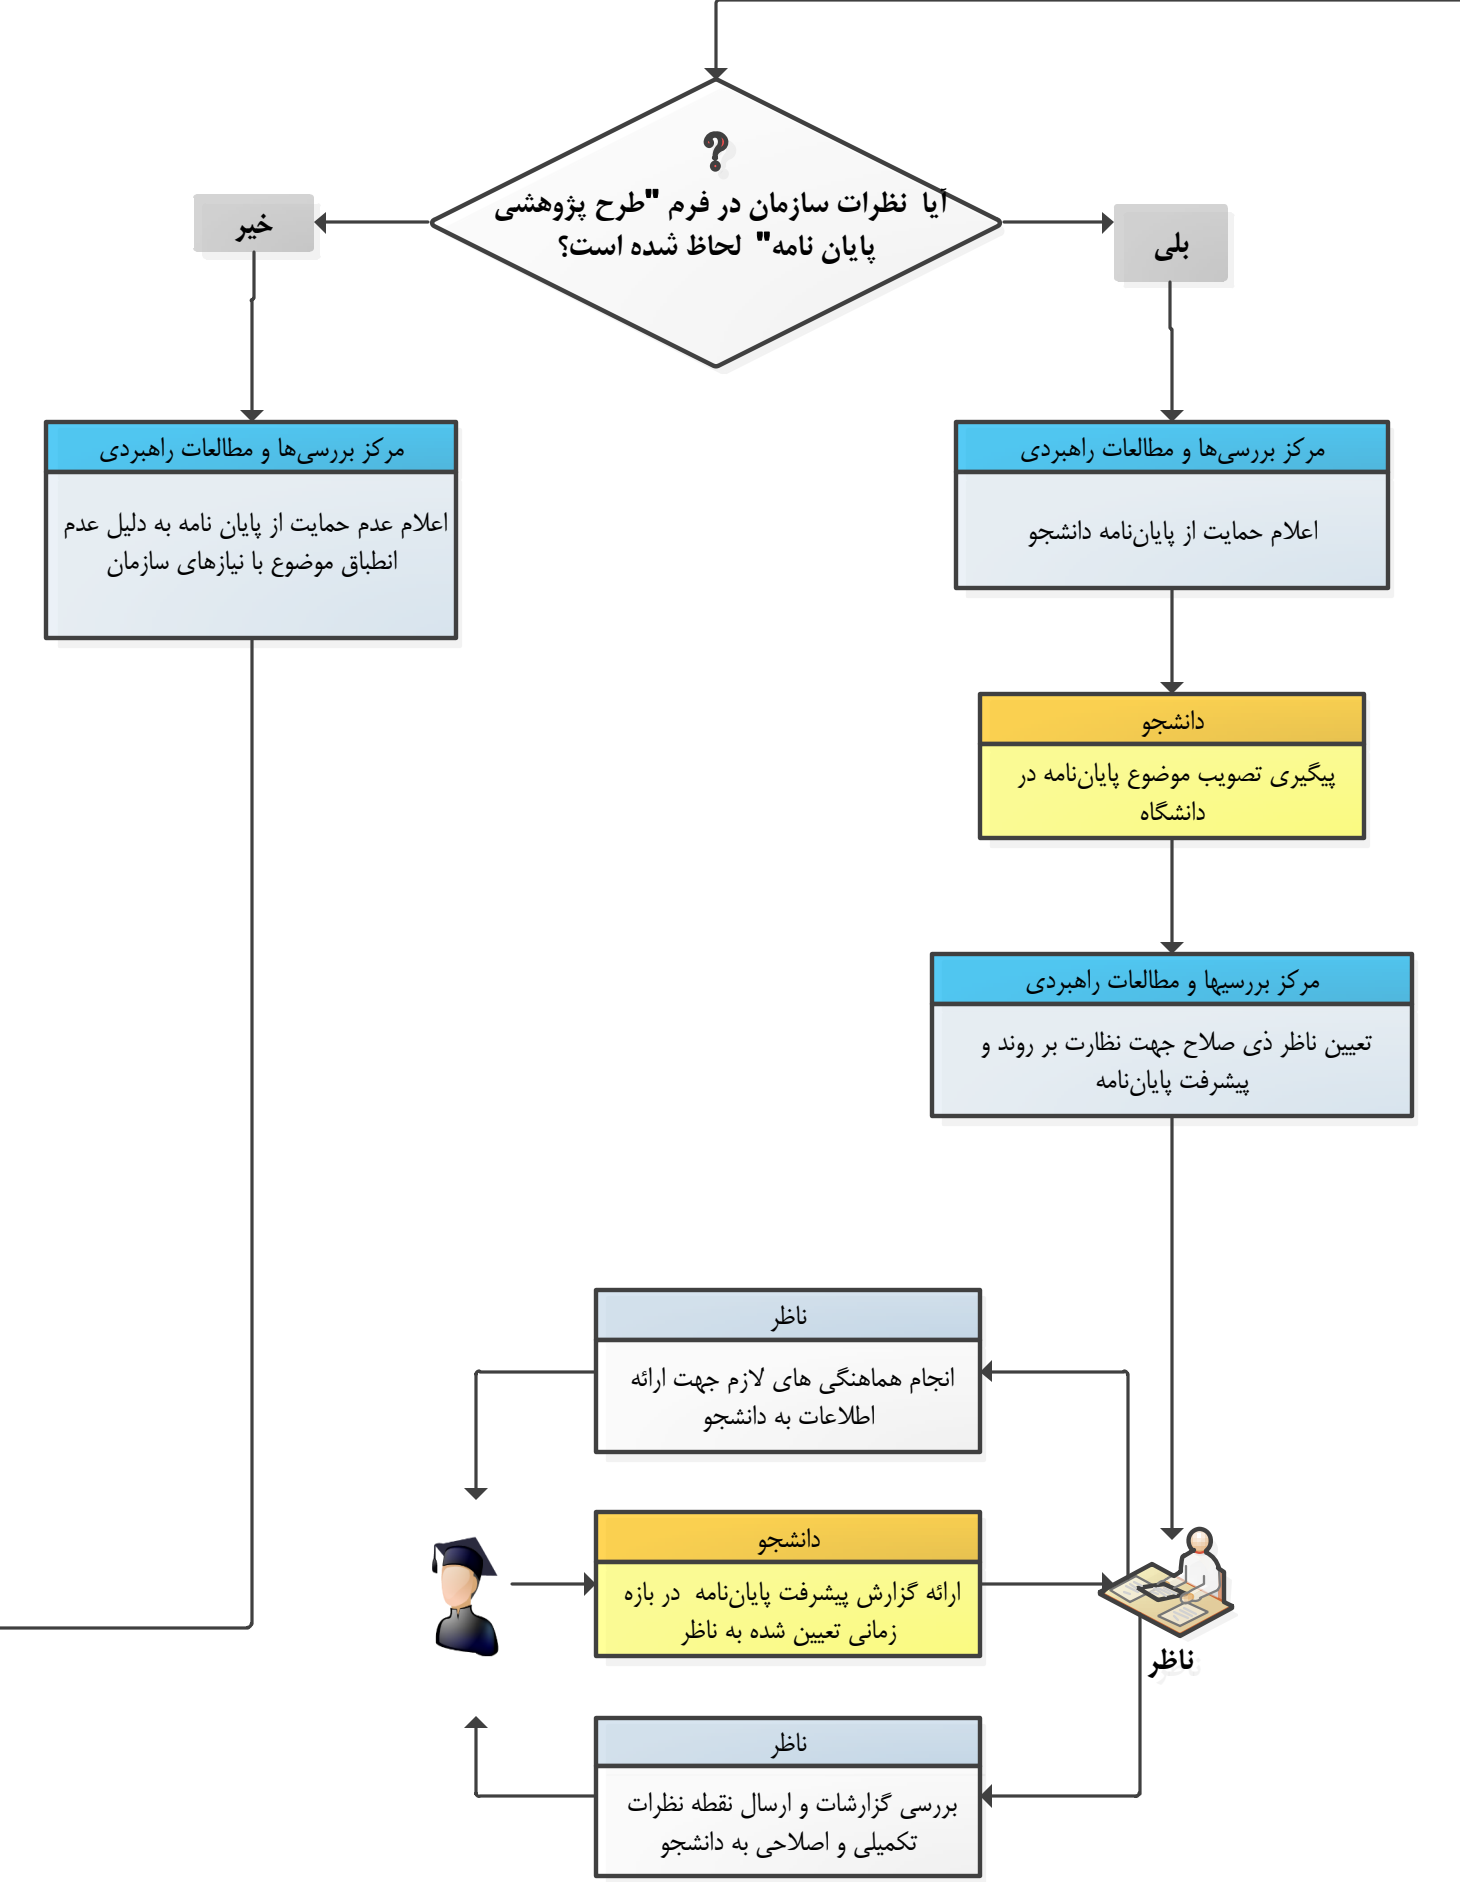 آیا نظرات سازمان در فرم "طرح پژوهشی
پایان نامه" لحاظ شده است؟
بلی
خیر
مرکز بررسی‌ها و مطالعات راهبردی
اعلام حمایت از پایان‌نامه دانشجو
مرکز بررسی‌ها و مطالعات راهبردی
اعلام عدم حمایت از پایان نامه به دلیل عدم
انطباق موضوع با نیازهای سازمان
دانشجو
پیگیری تصویب موضوع پایان‌نامه در
دانشگاه
مرکز بررسیها و مطالعات راهبردی
تعیین ناظر ذی صلاح جهت نظارت بر روند و
پیشرفت پایان‌نامه
ناظر
انجام هماهنگی های لازم جهت ارائه
اطلاعات به دانشجو
دانشجو
ارائه گزارش پیشرفت پایان‌نامه در بازه
زمانی تعیین شده به ناظر
ناظر
ناظر
بررسی گزارشات و ارسال نقطه نظرات
تکمیلی و اصلاحی به دانشجو